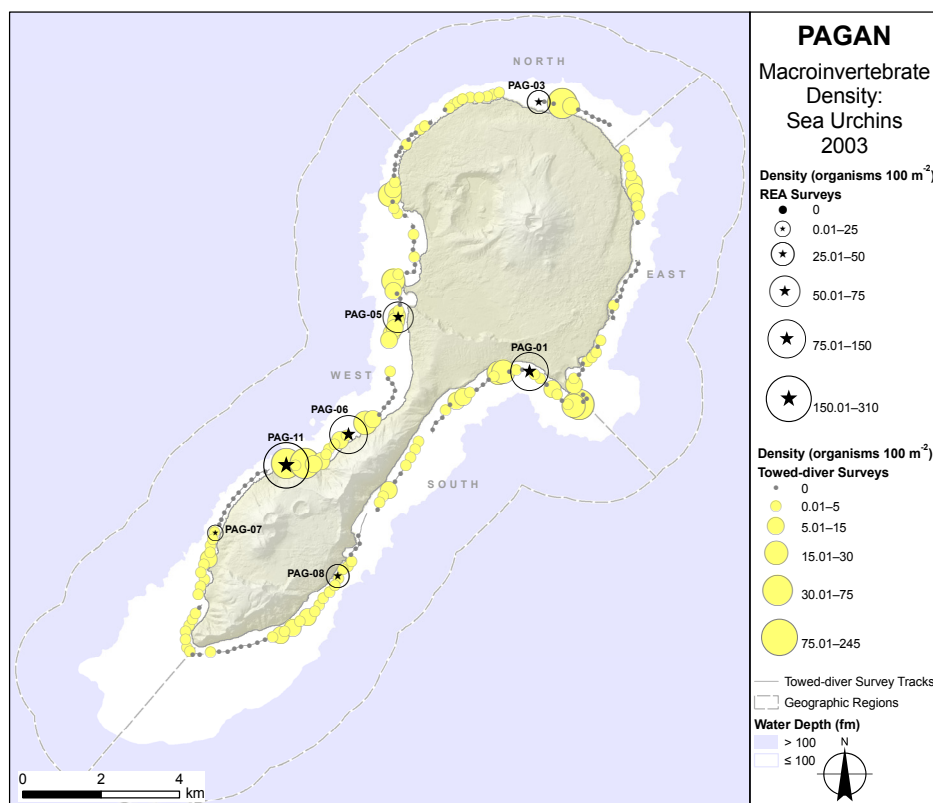 PAGAN
Macroinvertebrate
Density:
Sea Urchins
2003
Density (organisms 100 m⁻²)
REA Surveys
0
0.01–25
25.01–50
50.01–75
75.01–150
150.01–310
Density (organisms 100 m⁻²)
Towed-diver Surveys
0
0.01–5
5.01–15
15.01–30
30.01–75
75.01–245
Towed-diver Survey Tracks
Geographic Regions
Water Depth (fm)
> 100
≤ 100
N
NORTH
PAG-03
EAST
PAG-05
PAG-01
WEST
PAG-06
PAG-11
SOUTH
PAG-07
PAG-08
0 2 4
km